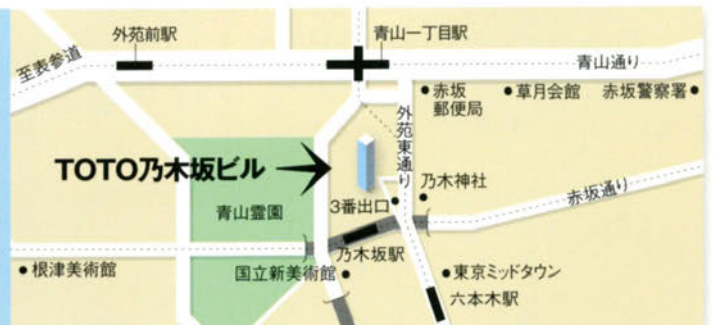 外苑前駅
青山一丁目駅
至表参道
青山通り
赤坂
郵便局
草月会館
赤坂警察署
外苑東通り
TOTO乃木坂ビル
乃木神社
赤坂通り
3番出口
青山霊園
乃木坂駅
根津美術館
国立新美術館
東京ミッドタウン
六本木駅